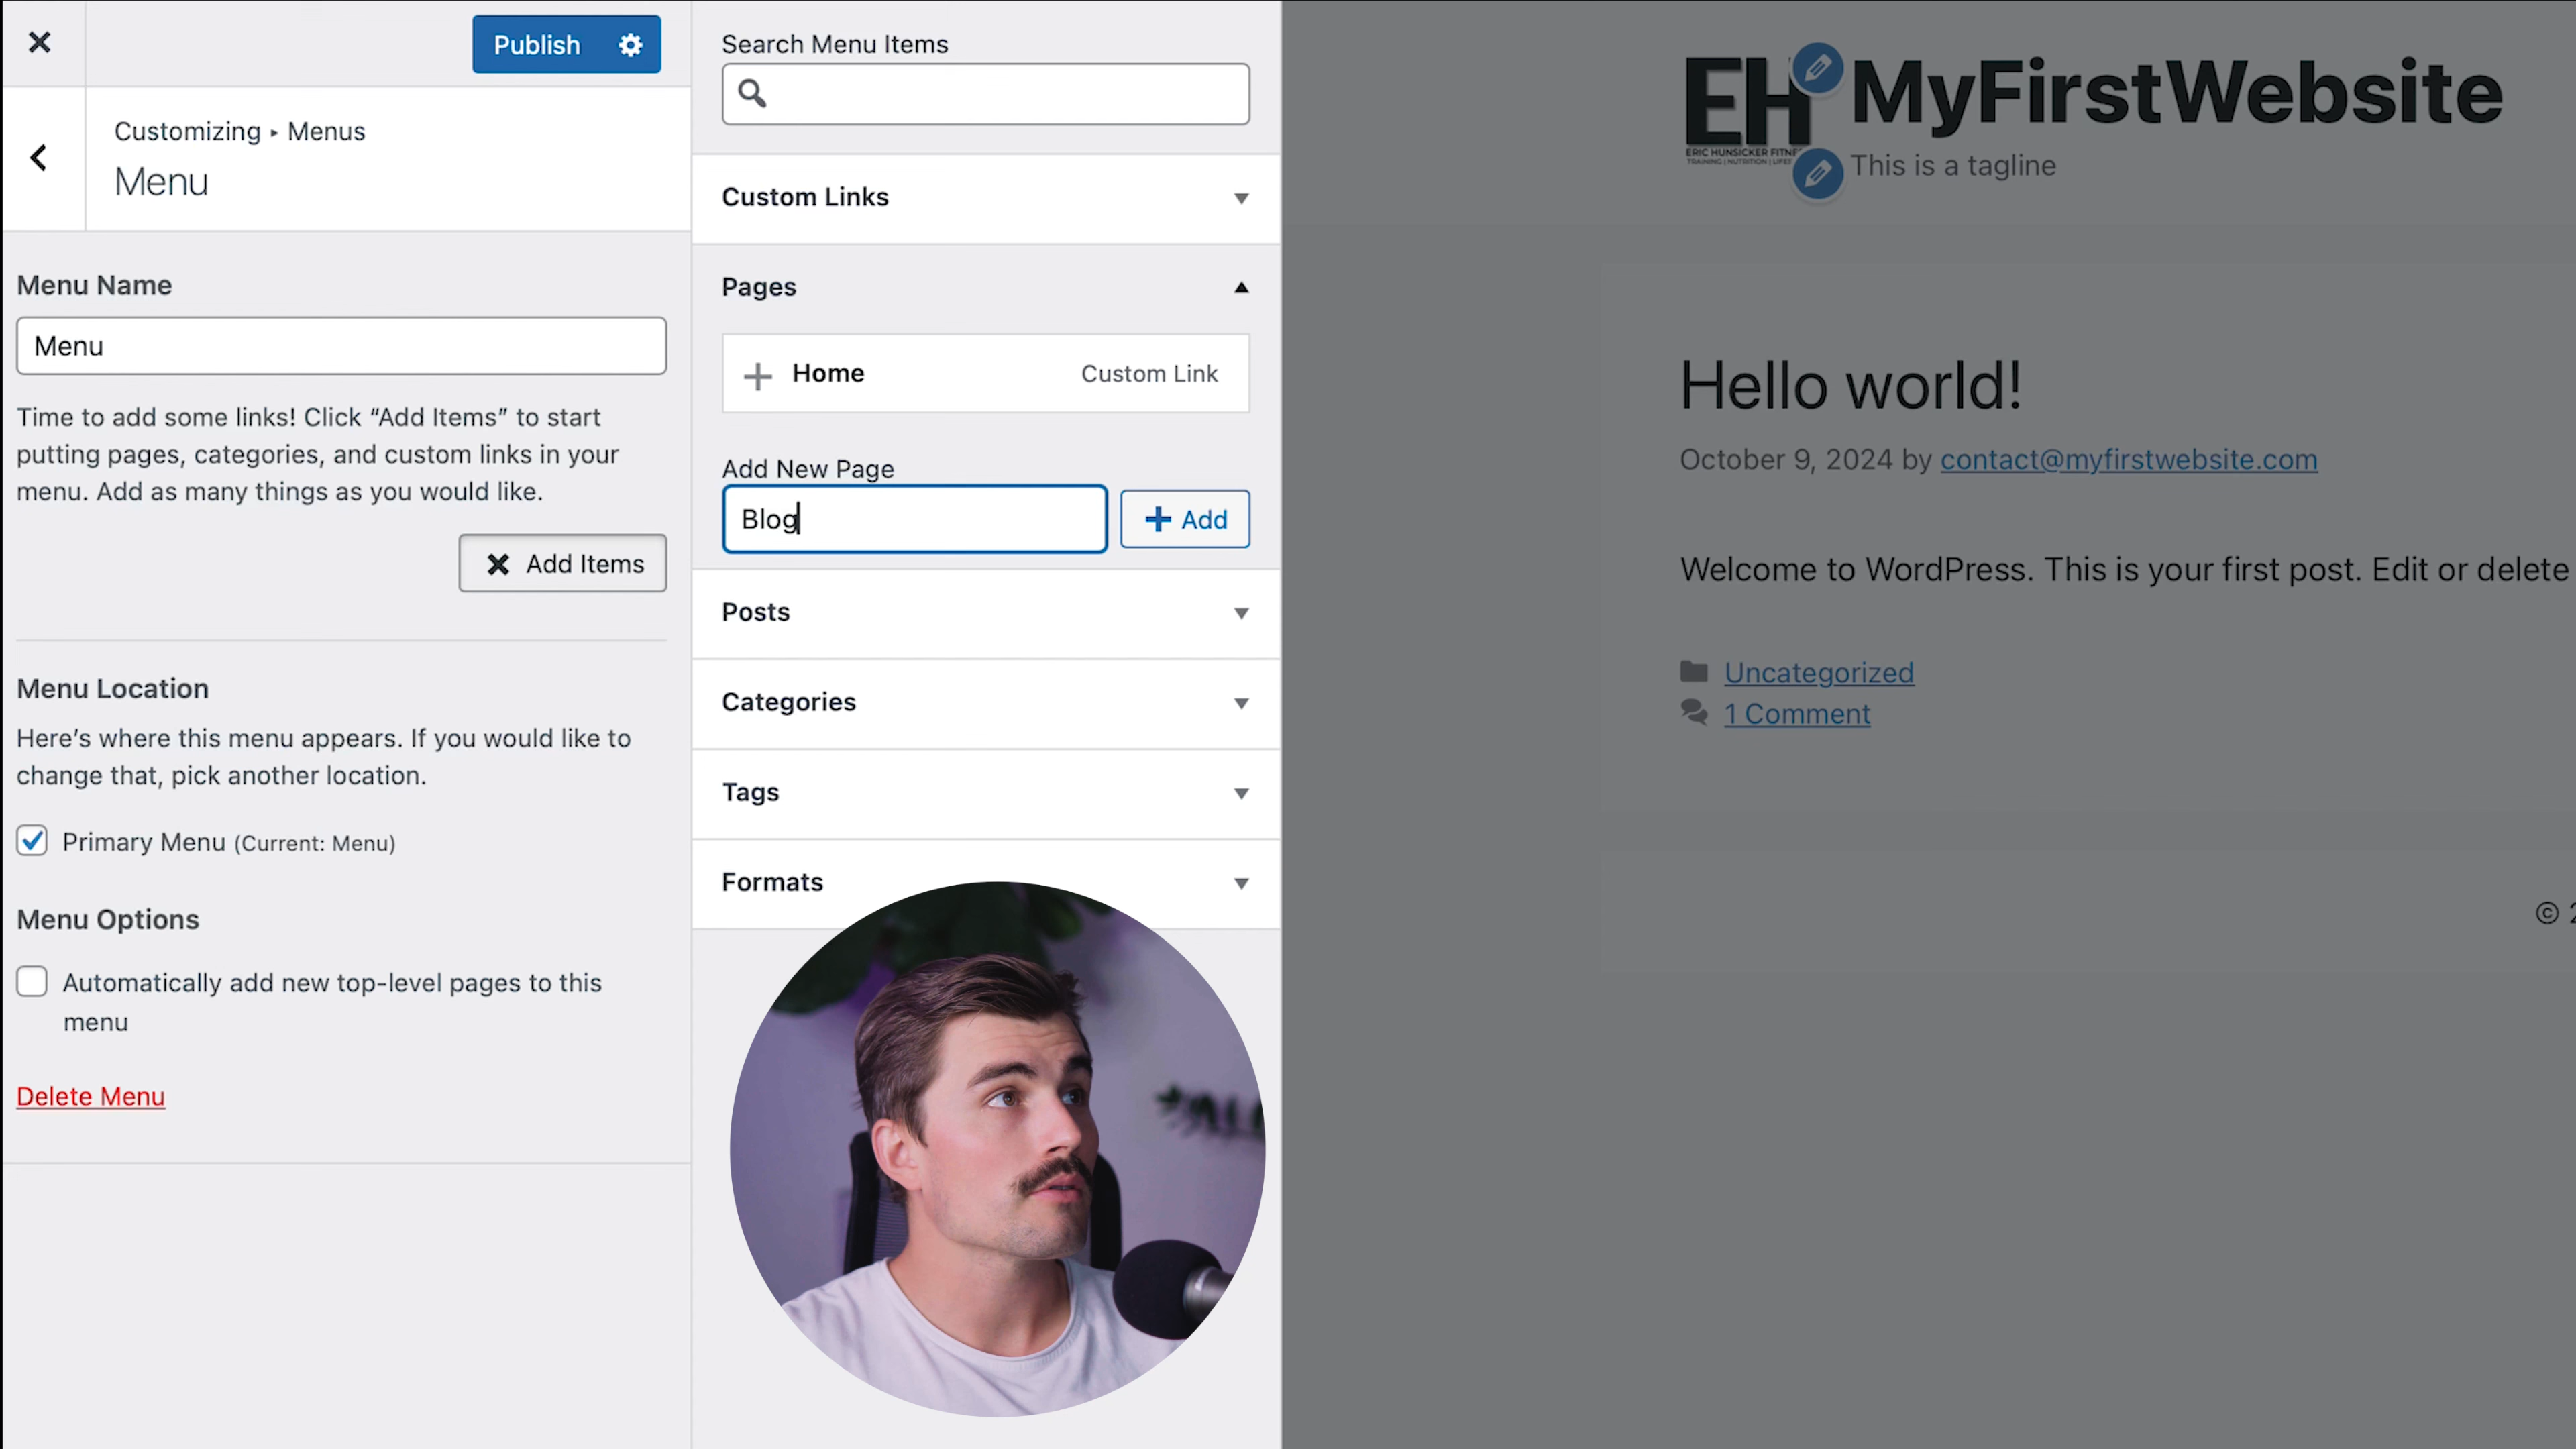 Publish
Customizing ▸ Menus
Menu
Menu Name
Menu
Time to add some links! Click “Add Items” to start
putting pages, categories, and custom links in your
menu. Add as many things as you would like.
Add Items
Menu Location
Here’s where this menu appears. If you would like to
change that, pick another location.
Primary Menu (Current: Menu)
Menu Options
Automatically add new top-level pages to this
menu
Delete Menu
Search Menu Items
Custom Links
Pages
Home Custom Link
Add New Page
Blog
Add
Posts
Categories
Tags
Formats
EH
ERIC HUNSICKER
TRAINING | NUTRITION |
MyFirstWebsite
This is a tagline
Hello world!
October 9, 2024 by contact@myfirstwebsite.com
Welcome to WordPress. This is your first post. Edit or delete
Uncategorized
1 Comment
©